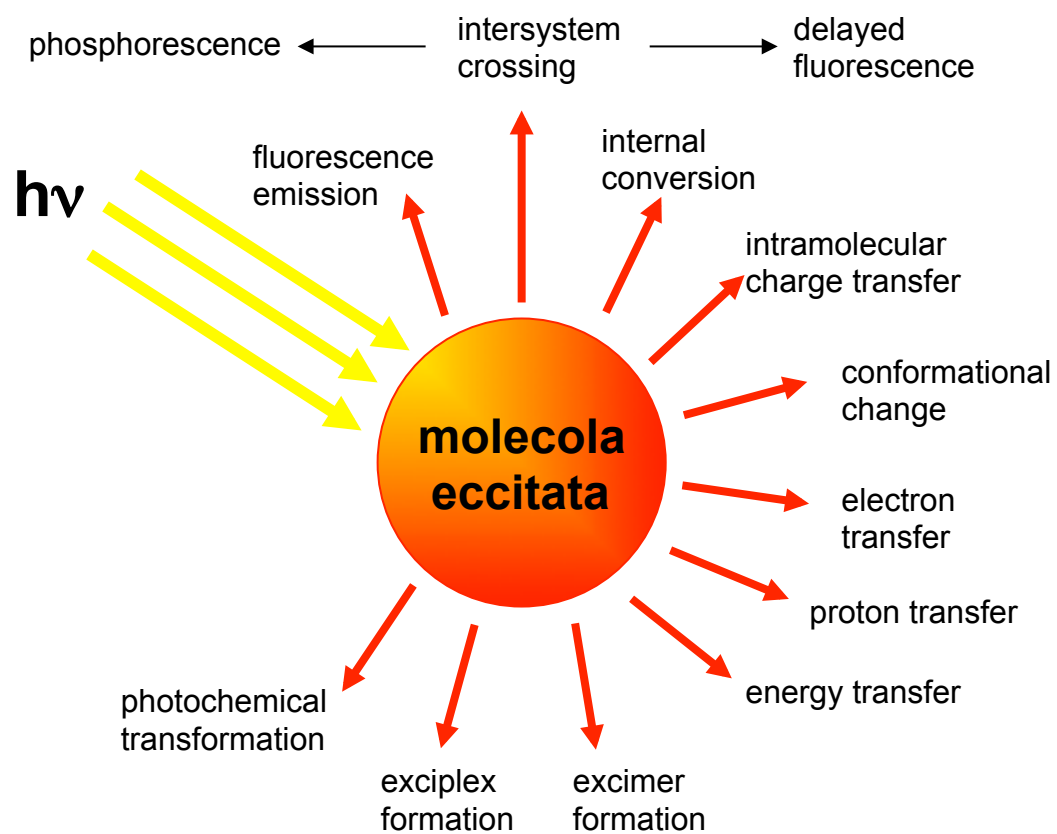 phosphorescence
intersystem
crossing
delayed
fluorescence
hν
fluorescence
emission
internal
conversion
intramolecular
charge transfer
conformational
change
molecola
eccitata
electron
transfer
proton transfer
energy transfer
photochemical
transformation
exciplex
formation
excimer
formation